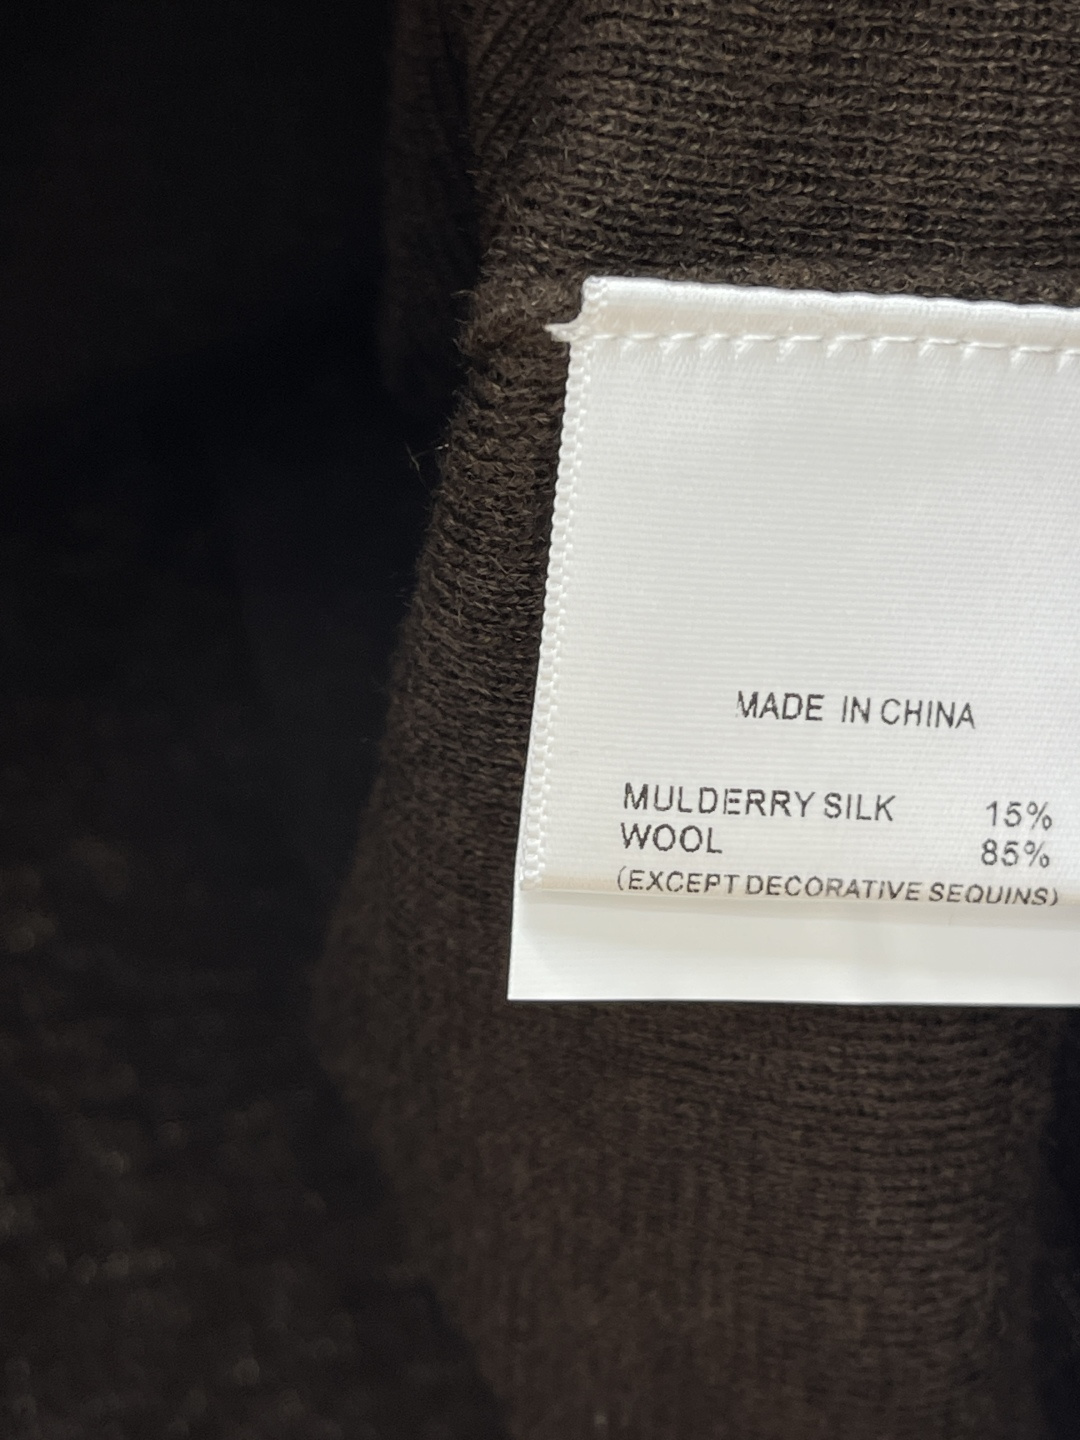 MADE IN CHINA
MULDERRY SILK 15%
WOOL 85%
(EXCEPT DECORATIVE SEQUINS)